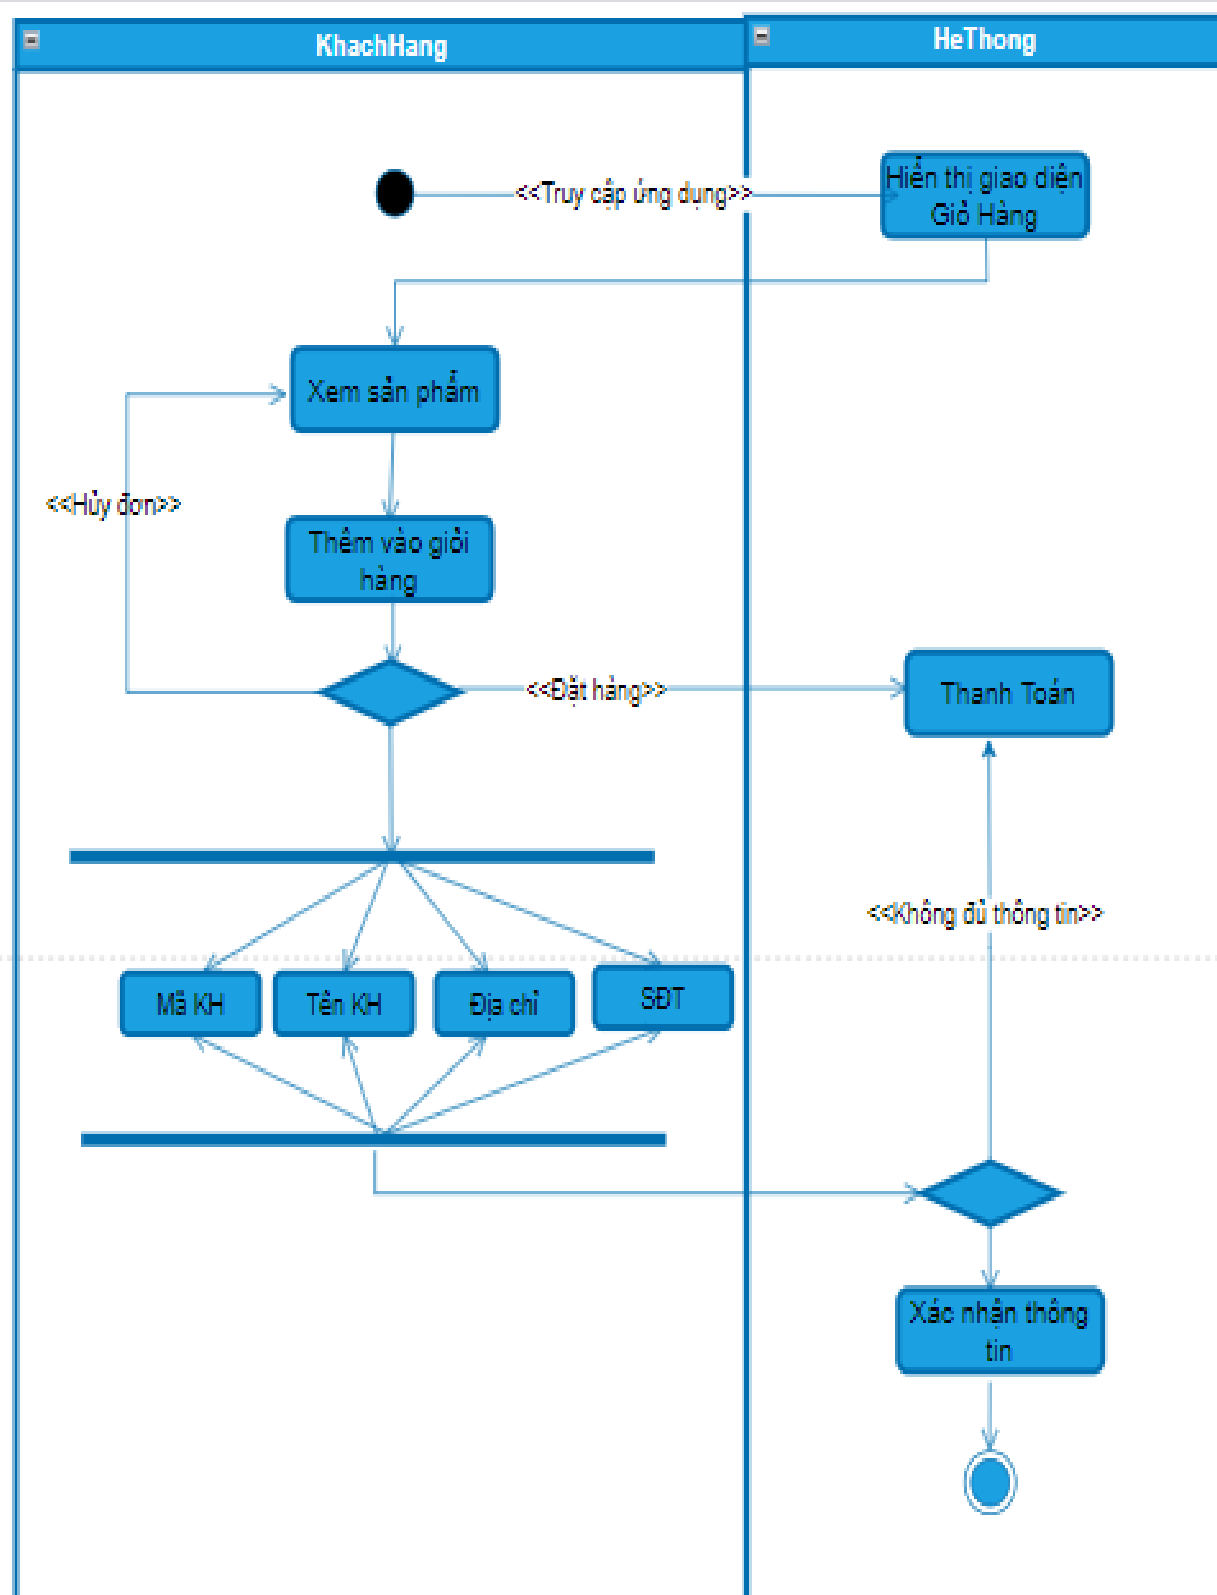 KhachHang
HeThong
<<Truy cập ứng dụng>>
Hiển thị giao diện
Giỏ Hàng
Xem sản phẩm
<<Hủy đơn>>
Thêm vào giỏi
hàng
<<Đặt hàng>>
Thanh Toán
<<Không đủ thông tin>>
Mã KH
Tên KH
Địa chỉ
SĐT
Xác nhận thông
tin